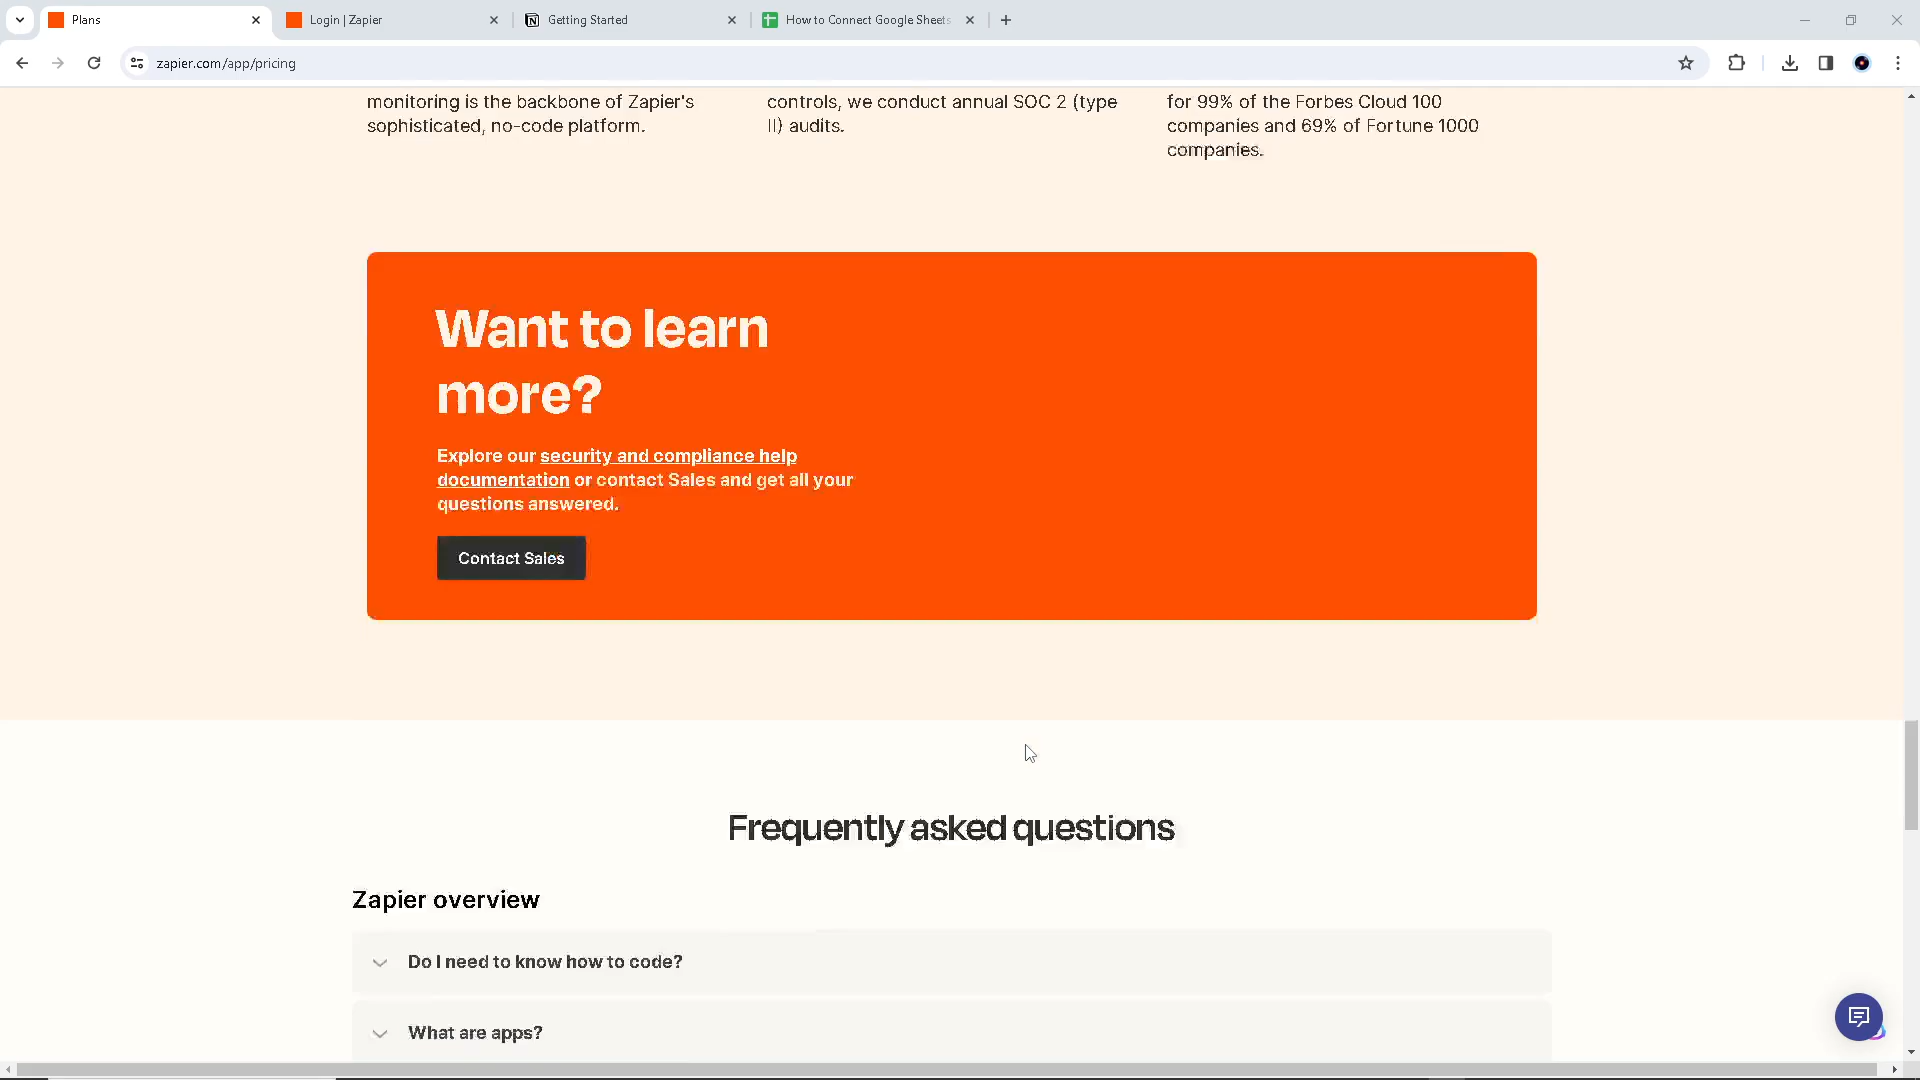 Plans
Login | Zapier
Getting Started
How to Connect Google Sheets
zapier.com/app/pricing
monitoring is the backbone of Zapier's
sophisticated, no-code platform.
controls, we conduct annual SOC 2 (type
II) audits.
for 99% of the Forbes Cloud 100
companies and 69% of Fortune 1000
companies.
Want to learn
more?
Explore our security and compliance help
documentation or contact Sales and get all your
questions answered.
Contact Sales
Frequently asked questions
Zapier overview
Do I need to know how to code?
What are apps?